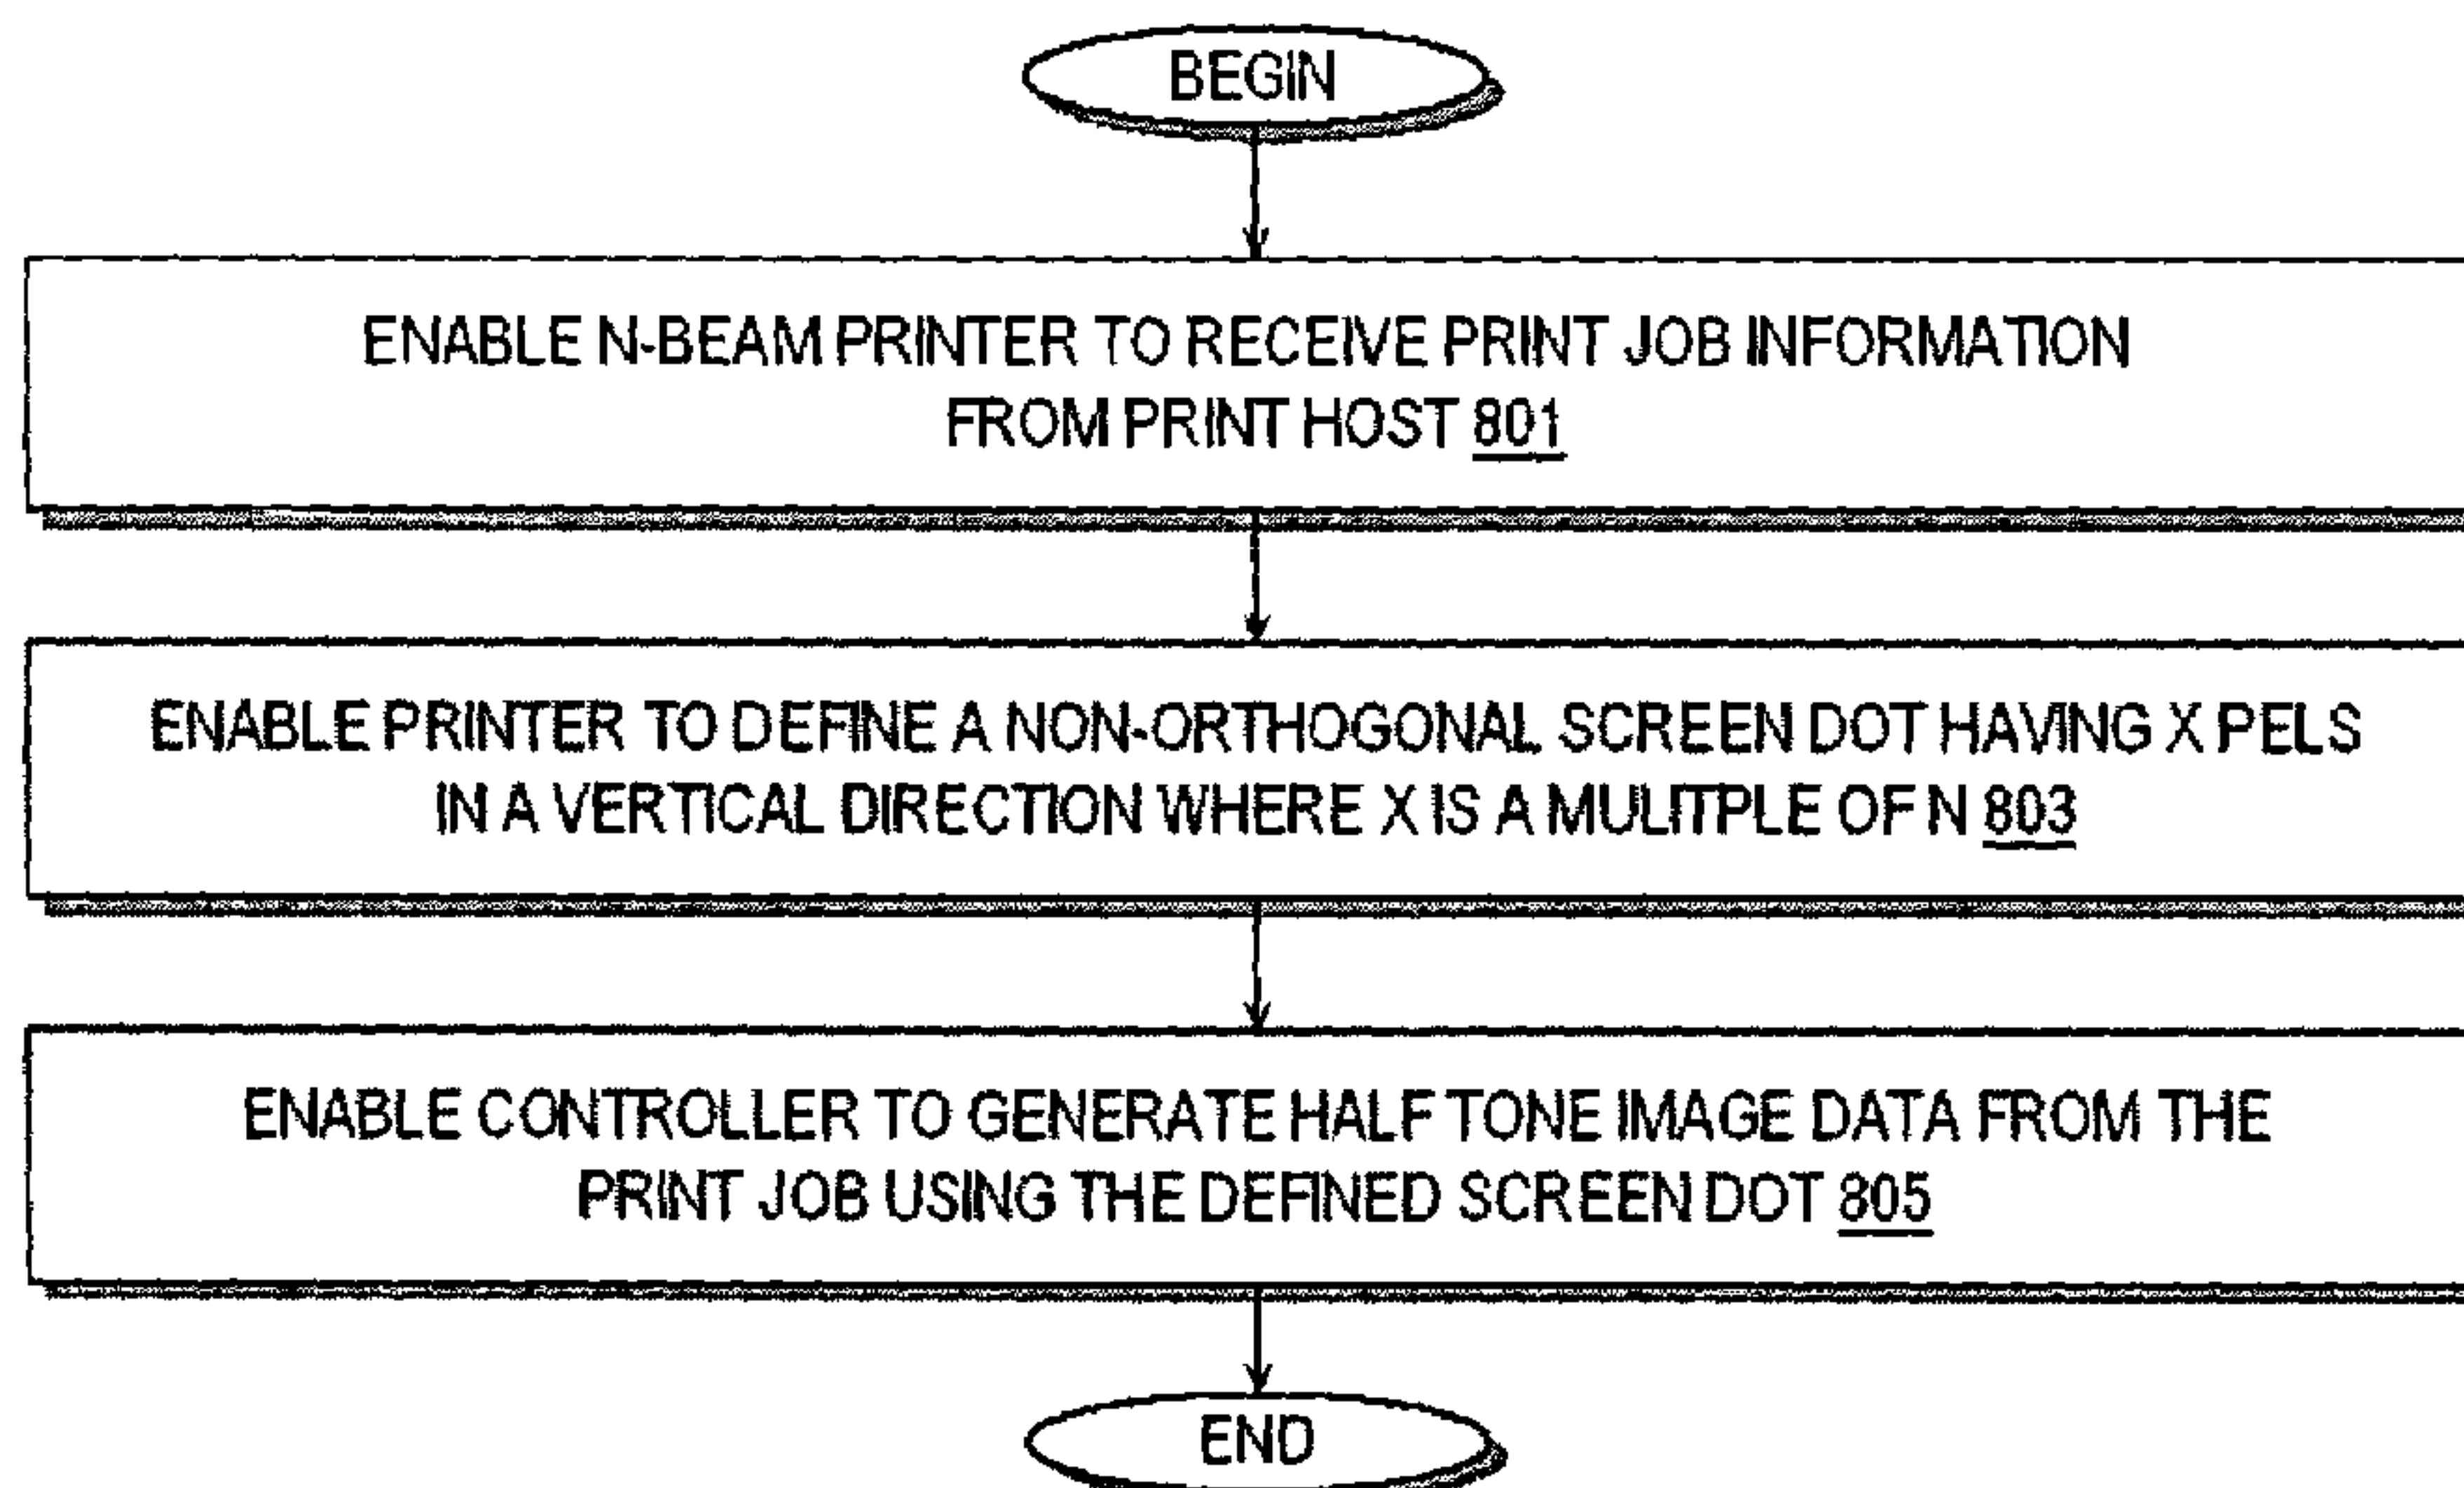 BEGIN
ENABLE N-BEAM PRINTER TO RECEIVE PRINT JOB INFORMATION
FROM PRINT HOST 801
ENABLE PRINTER TO DEFINE A NON-ORTHOGONAL SCREEN DOT HAVING X PELS
IN A VERTICAL DIRECTION WHERE X IS A MULITPLE OF N 803
ENABLE CONTROLLER TO GENERATE HALF TONE IMAGE DATA FROM THE
PRINT JOB USING THE DEFINED SCREEN DOT 805
END